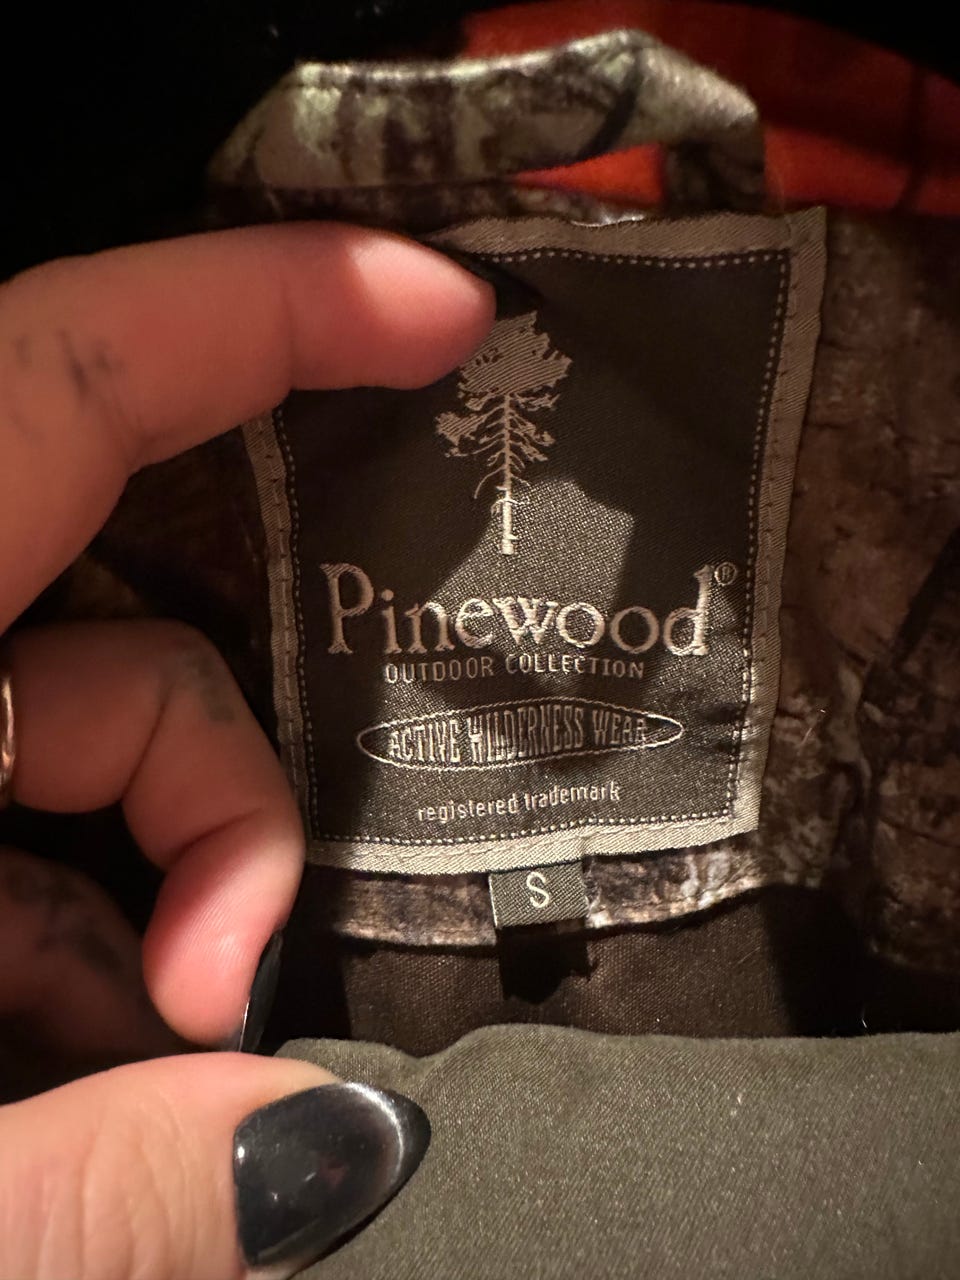 Pinewood®
OUTDOOR COLLECTION
ACTIVE WILDERNESS WEAR
registered trademark
S